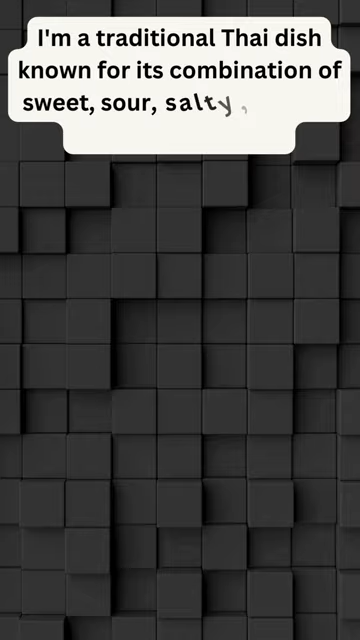 I'm a traditional Thai dish
known for its combination of
sweet, sour, salty,